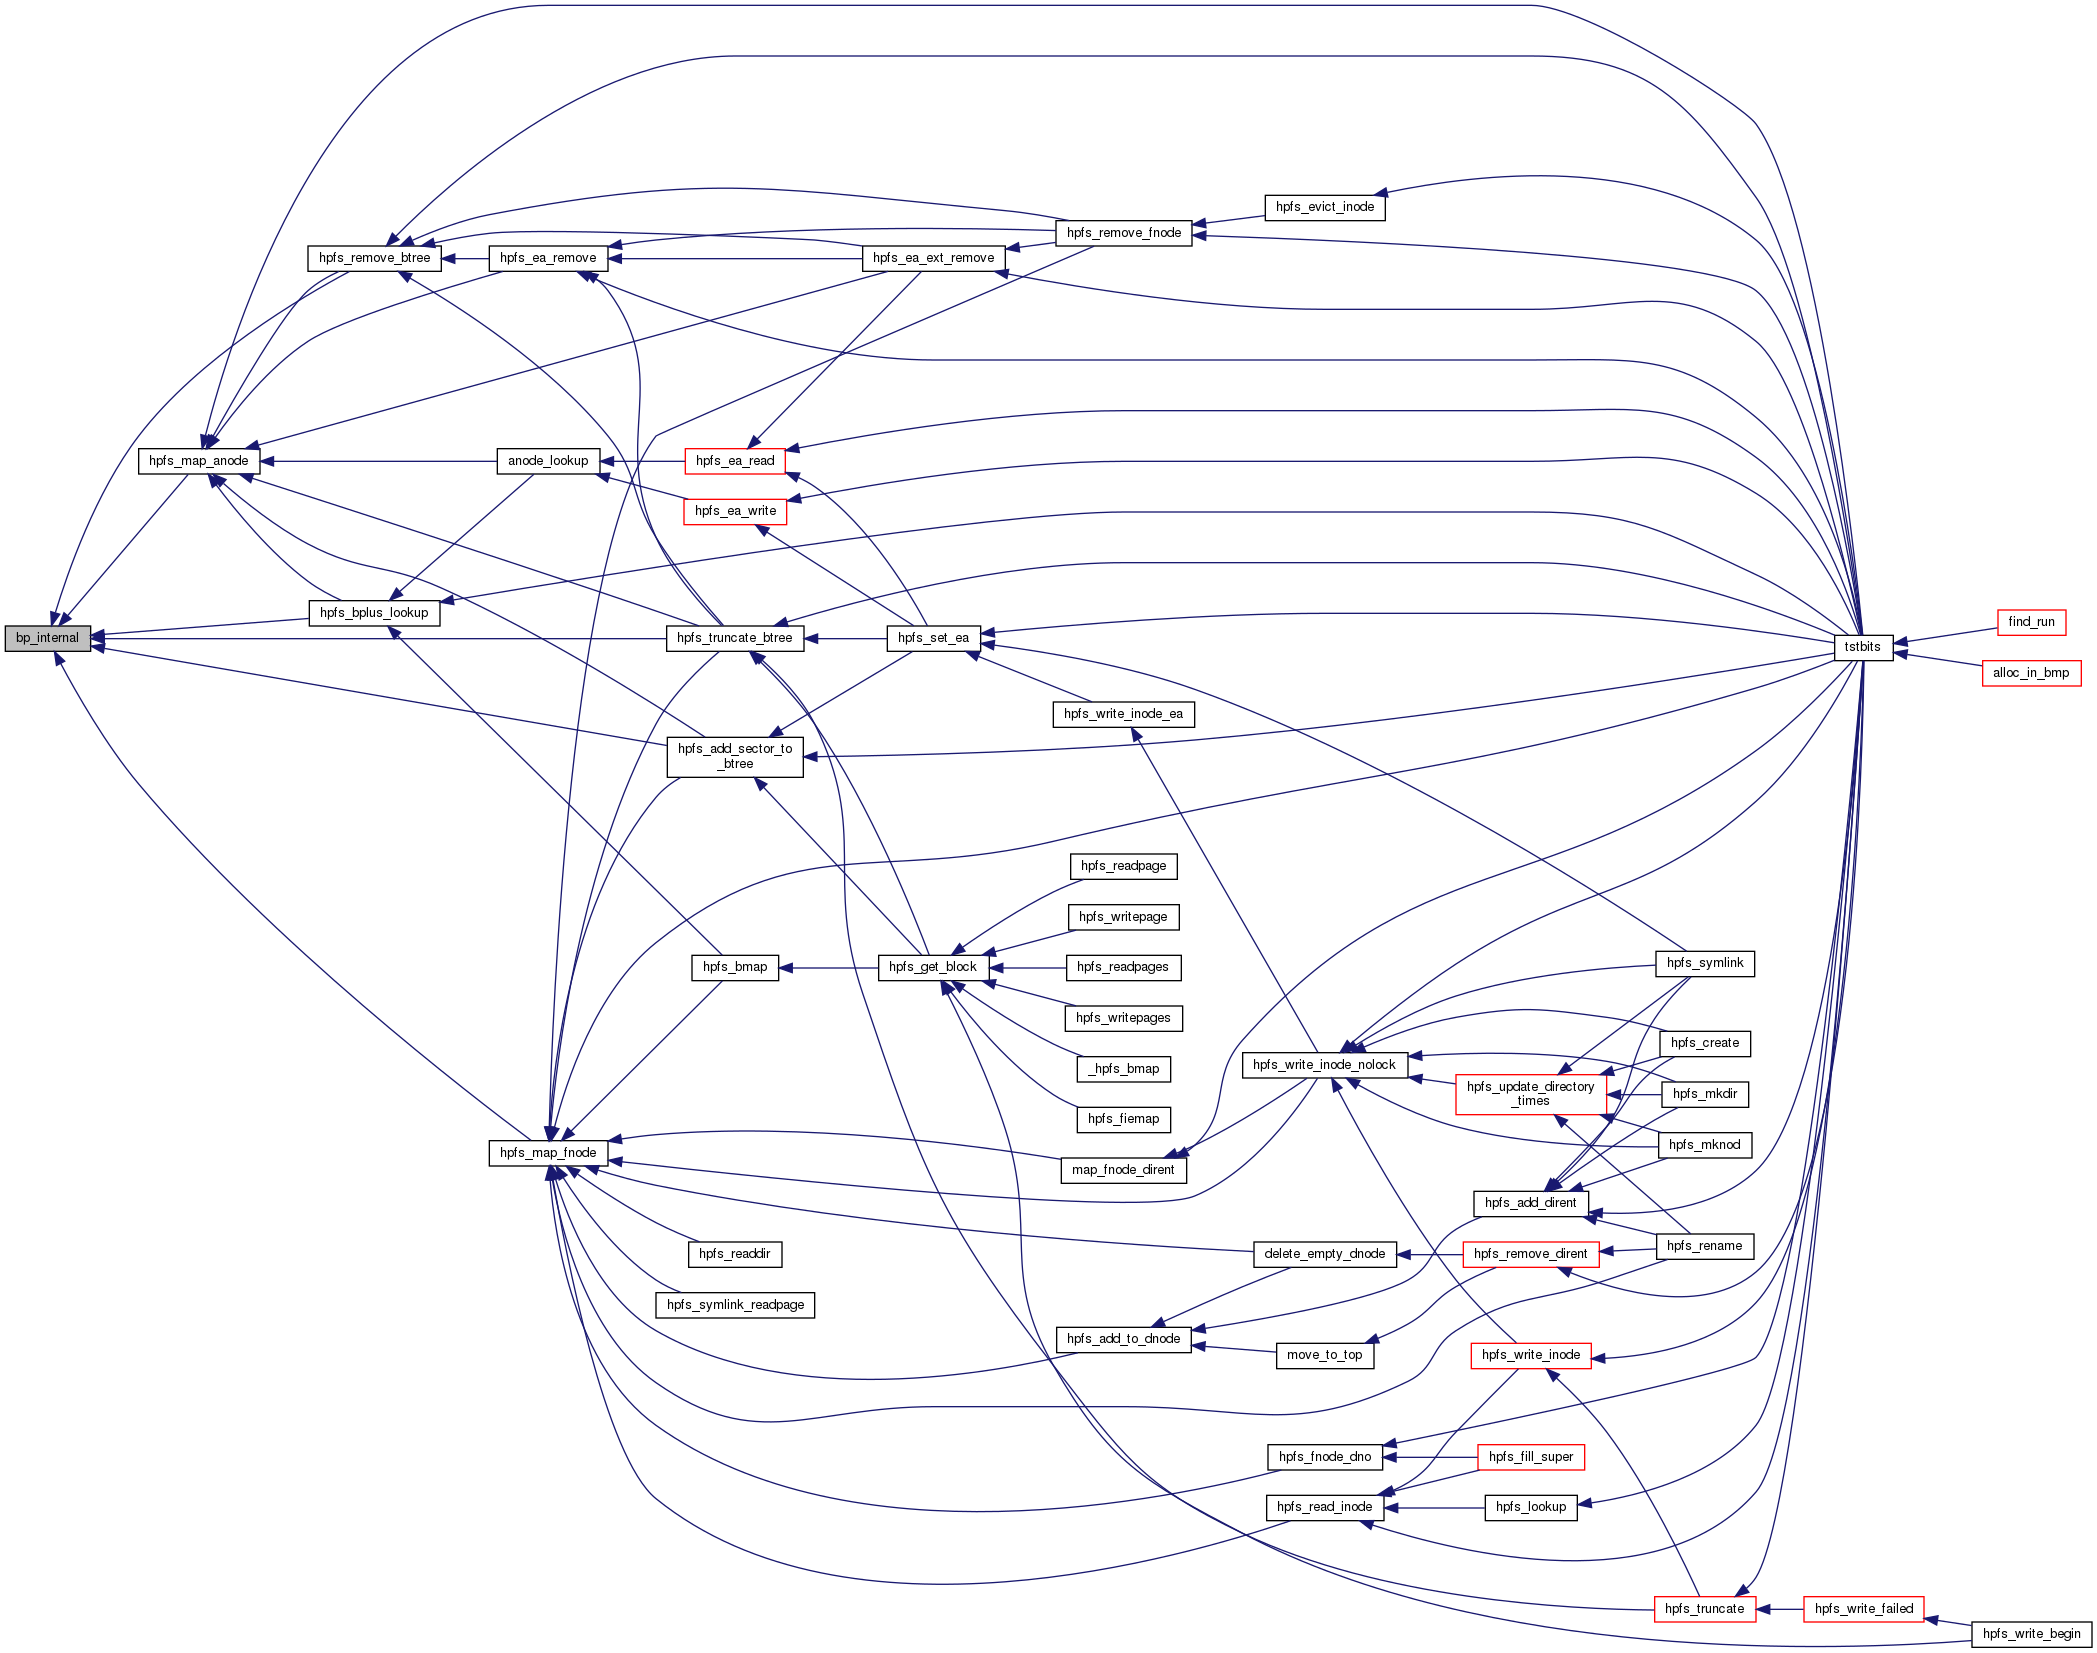 hpfs_evict_inode
hpfs_remove_fnode
hpfs_remove_btree
hpfs_ea_remove
hpfs_ea_ext_remove
hpfs_map_anode
anode_lookup
hpfs_ea_read
hpfs_ea_write
hpfs_bplus_lookup
find_run
bp_internal
hpfs_truncate_btree
hpfs_set_ea
tstbits
alloc_in_bmp
hpfs_write_inode_ea
hpfs_add_sector_to
_btree
hpfs_readpage
hpfs_writepage
hpfs_bmap
hpfs_get_block
hpfs_readpages
hpfs_symlink
hpfs_writepages
hpfs_create
_hpfs_bmap
hpfs_write_inode_nolock
hpfs_update_directory
_times
hpfs_mkdir
hpfs_fiemap
hpfs_mknod
hpfs_map_fnode
map_fnode_dirent
hpfs_add_dirent
hpfs_readdir
delete_empty_dnode
hpfs_remove_dirent
hpfs_rename
hpfs_symlink_readpage
hpfs_add_to_dnode
move_to_top
hpfs_write_inode
hpfs_fnode_dno
hpfs_fill_super
hpfs_read_inode
hpfs_lookup
hpfs_truncate
hpfs_write_failed
hpfs_write_begin